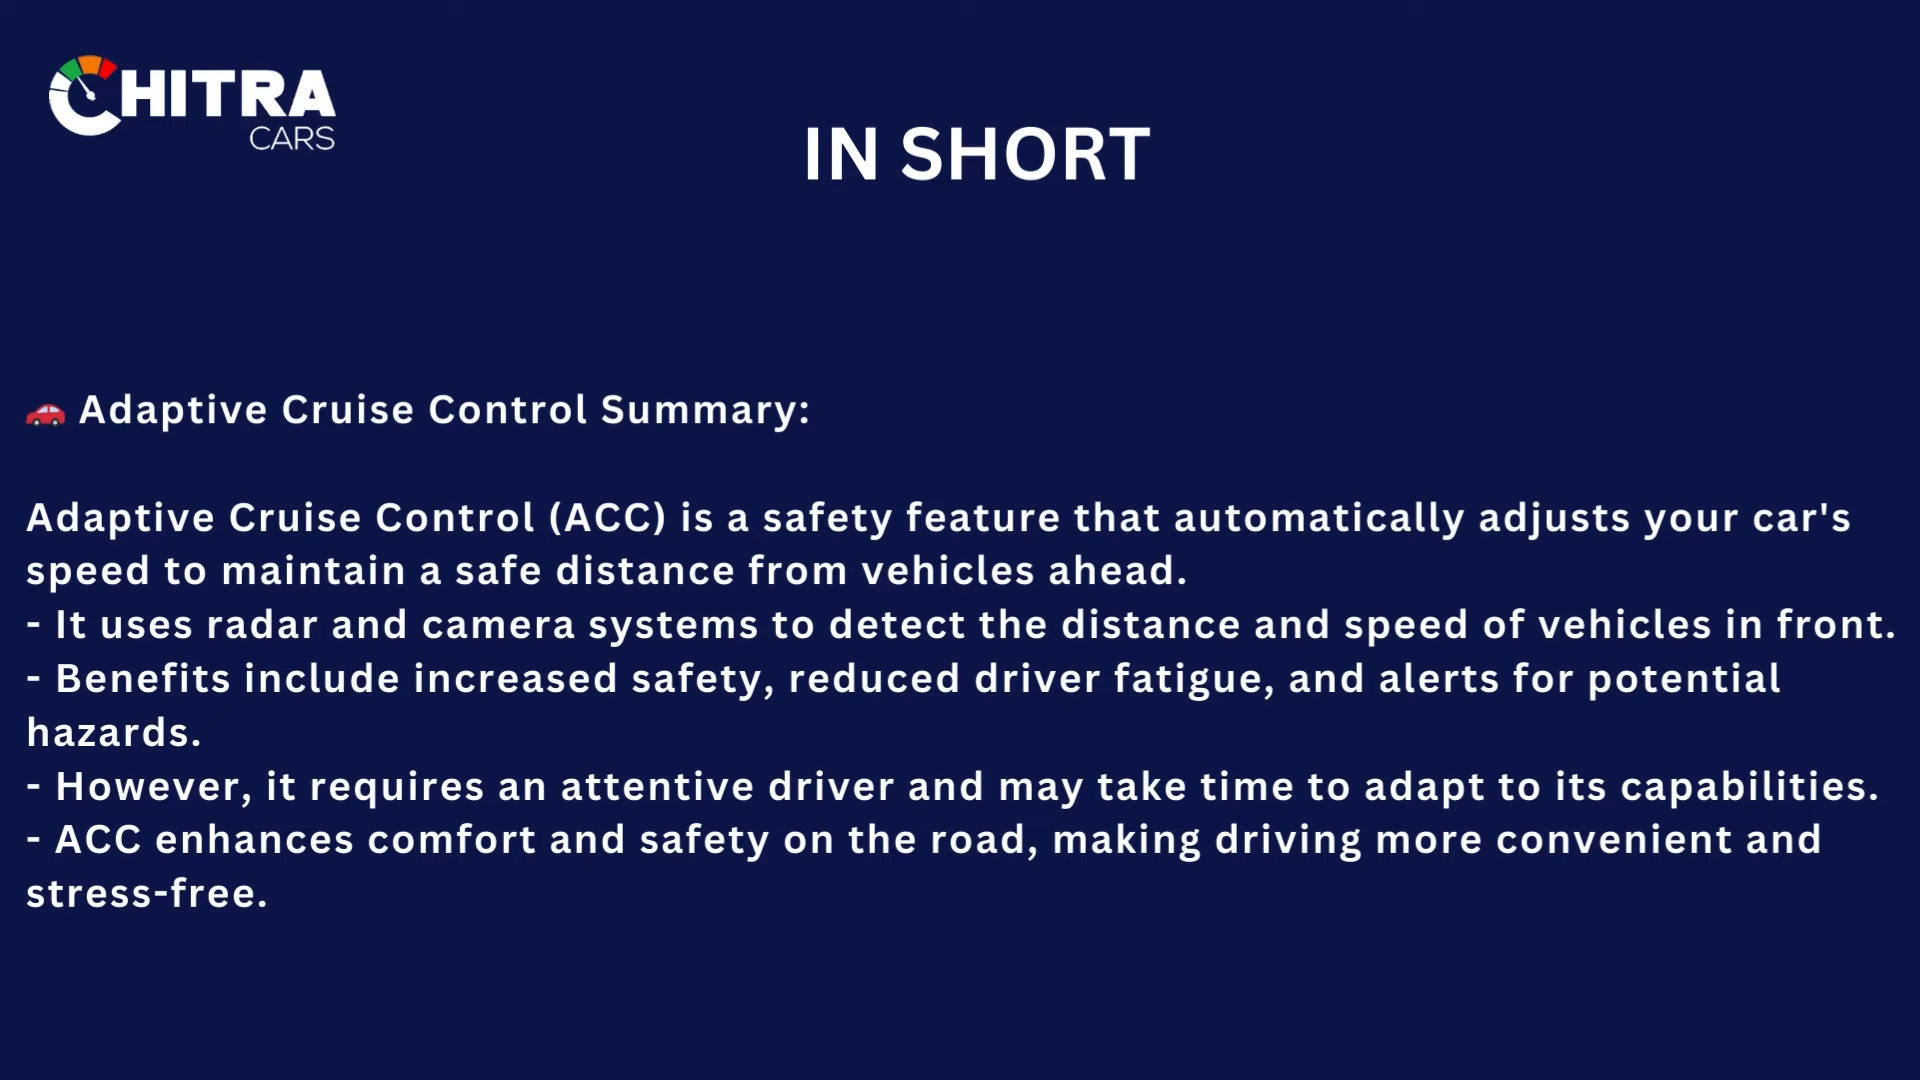 CHITRA
CARS
IN SHORT
🚗 Adaptive Cruise Control Summary:
Adaptive Cruise Control (ACC) is a safety feature that automatically adjusts your car's
speed to maintain a safe distance from vehicles ahead.
- It uses radar and camera systems to detect the distance and speed of vehicles in front.
- Benefits include increased safety, reduced driver fatigue, and alerts for potential
hazards.
- However, it requires an attentive driver and may take time to adapt to its capabilities.
- ACC enhances comfort and safety on the road, making driving more convenient and
stress-free.